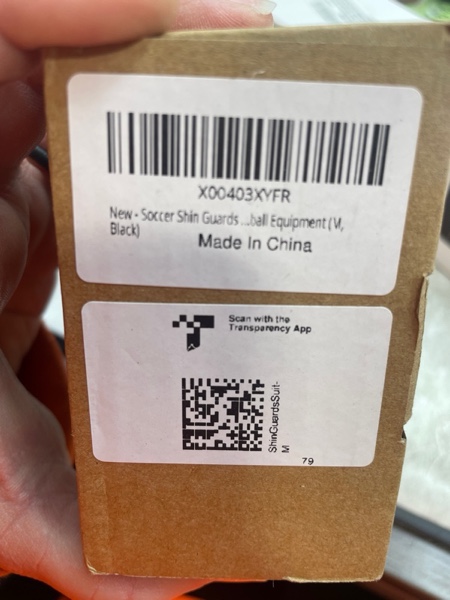 X00403XYFR
New - Soccer Shin Guards ...ball Equipment (M,
Black)
Made In China
Scan with the
Transparency App
ShinGuardsSuit-
M
79